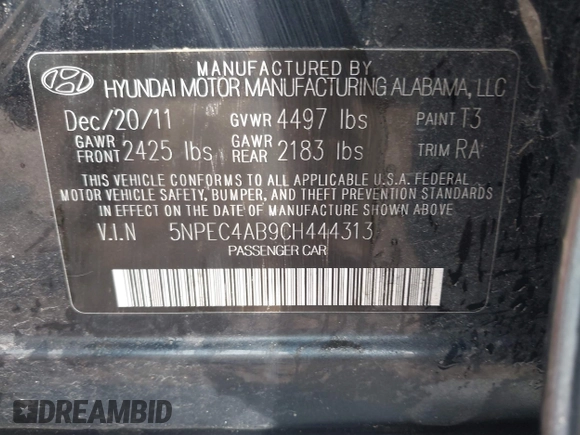 MANUFACTURED BY
HYUNDAI MOTOR MANUFACTURING ALABAMA, LLC
Dec/20/11 GVWR 4497 lbs PAINT T3
GAWR FRONT 2425 lbs GAWR REAR 2183 lbs TRIM RA
THIS VEHICLE CONFORMS TO ALL APPLICABLE U.S.A. FEDERAL
MOTOR VEHICLE SAFETY, BUMPER, AND THEFT PREVENTION STANDARDS
IN EFFECT ON THE DATE OF MANUFACTURE SHOWN ABOVE.
V.I.N 5NPEC4AB9CH444313
PASSENGER CAR
DREAMBID